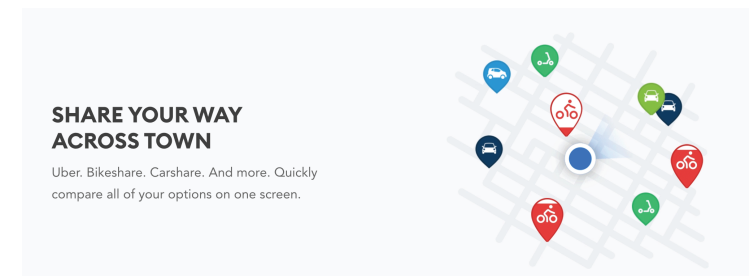 SHARE YOUR WAY
ACROSS TOWN
Uber. Bikeshare. Carshare. And more. Quickly
compare all of your options on one screen.